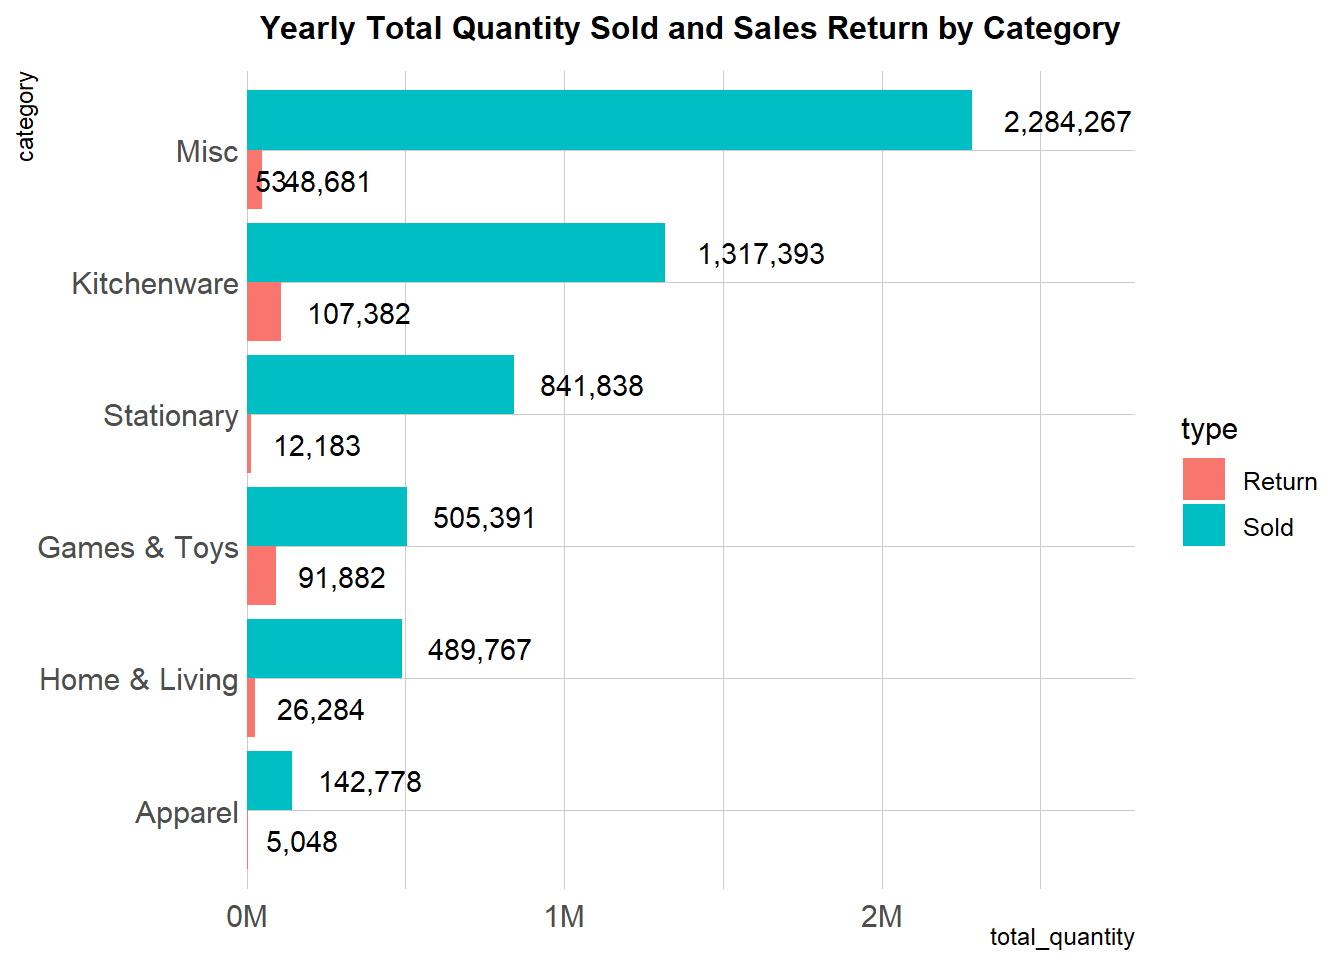 Yearly Total Quantity Sold and Sales Return by Category
category
Misc
2,284,267
5348,681
Kitchenware
1,317,393
107,382
Stationary
841,838
12,183
Games & Toys
505,391
91,882
Home & Living
489,767
26,284
Apparel
142,778
5,048
0M 1M 2M
total_quantity
type
Return
Sold